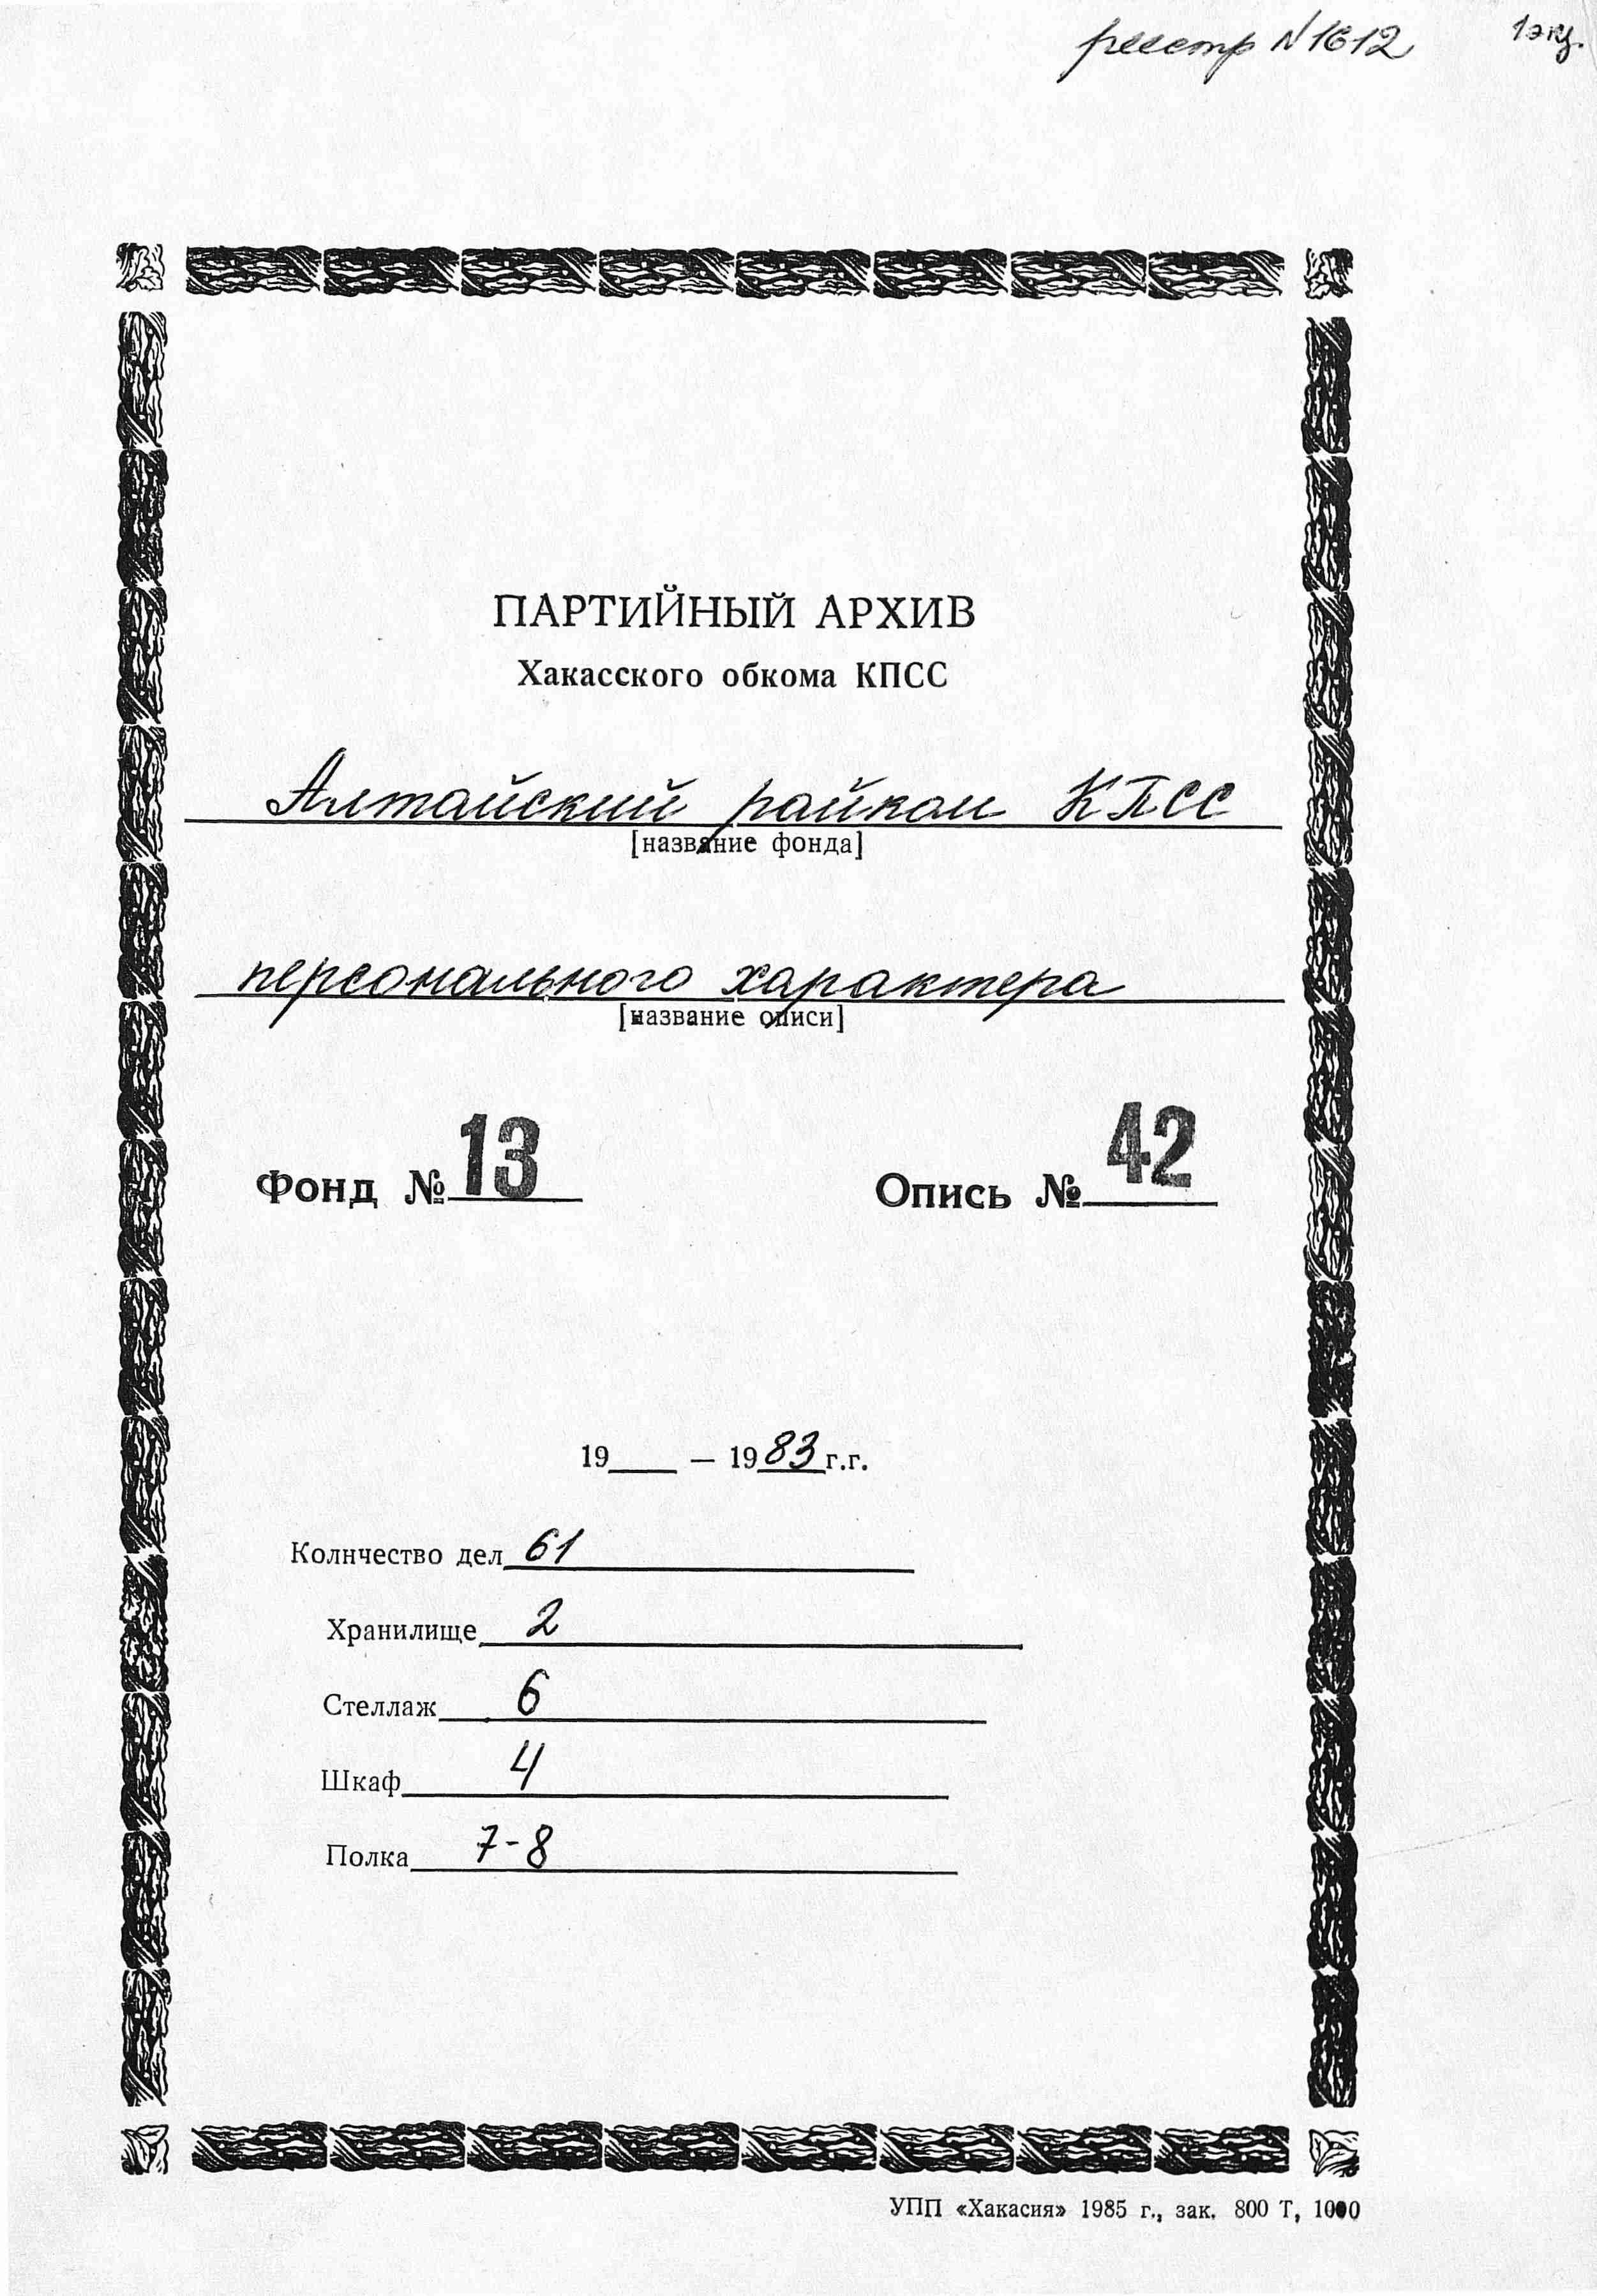 реестр N 1612
1 экз.
ПАРТИЙНЫЙ АРХИВ
Хакасского обкома КПСС
Алтайский райком КПСС
[название фонда]
персонального характера
[название описи]
Фонд № 13 Опись № 42
19 — 1983 г.г.
Колнчество дел 61
Хранилище 2
Стеллаж 6
Шкаф 4
Полка 7-8
УПП «Хакасия» 1985 г., зак. 800 Т, 1000